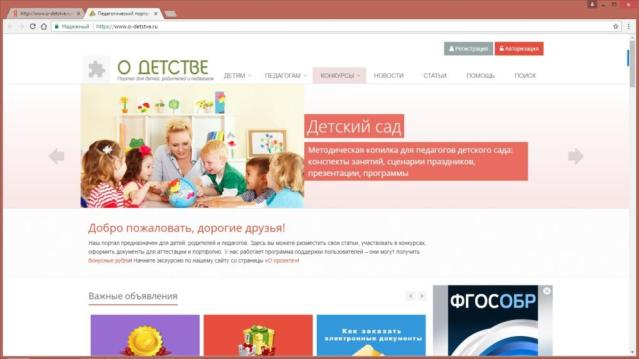 http://www.o-detstve.ru
Педагогический портал
Надежный | https://www.o-detstve.ru
Регистрация Авторизация
О ДЕТСТВЕ
Портал для детей, родителей и педагогов
ДЕТЯМ ПЕДАГОГАМ КОНКУРСЫ НОВОСТИ СТАТЬИ ПОМОЩЬ ПОИСК
Детский сад
Методическая копилка для педагогов детского сада:
конспекты занятий, сценарии праздников,
презентации, программы
Добро пожаловать, дорогие друзья!
Наш портал предназначен для детей, родителей и педагогов. Здесь вы можете разместить свои статьи, участвовать в конкурсах,
оформить документы для аттестации и портфолио. У нас работает программа поддержки пользователей – они могут получить
бонусные рубли! Начните экскурсию по нашему сайту со страницы «О проекте»!
Важные объявления
Как заказать
электронные документы
ФГОСОБР